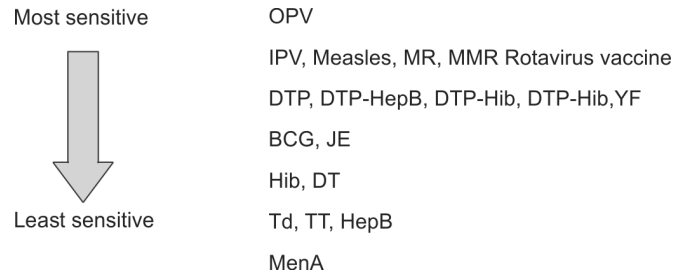 Most sensitive
OPV
IPV, Measles, MR, MMR Rotavirus vaccine
DTP, DTP-HepB, DTP-Hib, DTP-Hib,YF
BCG, JE
Hib, DT
Least sensitive
Td, TT, HepB
MenA